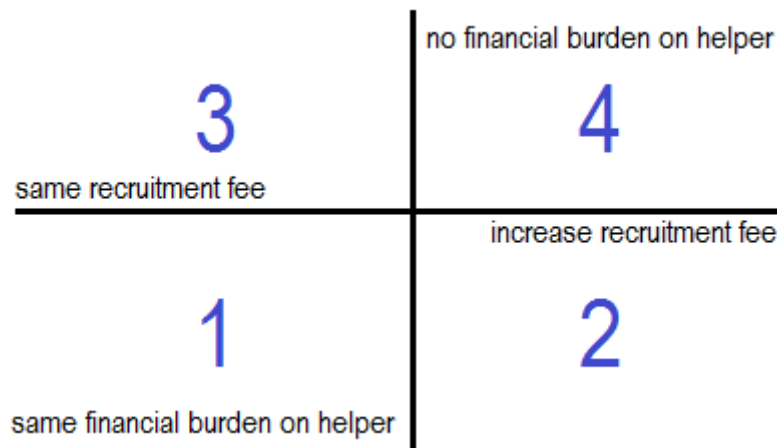 no financial burden on helper
3
4
same recruitment fee
increase recruitment fee
1
2
same financial burden on helper